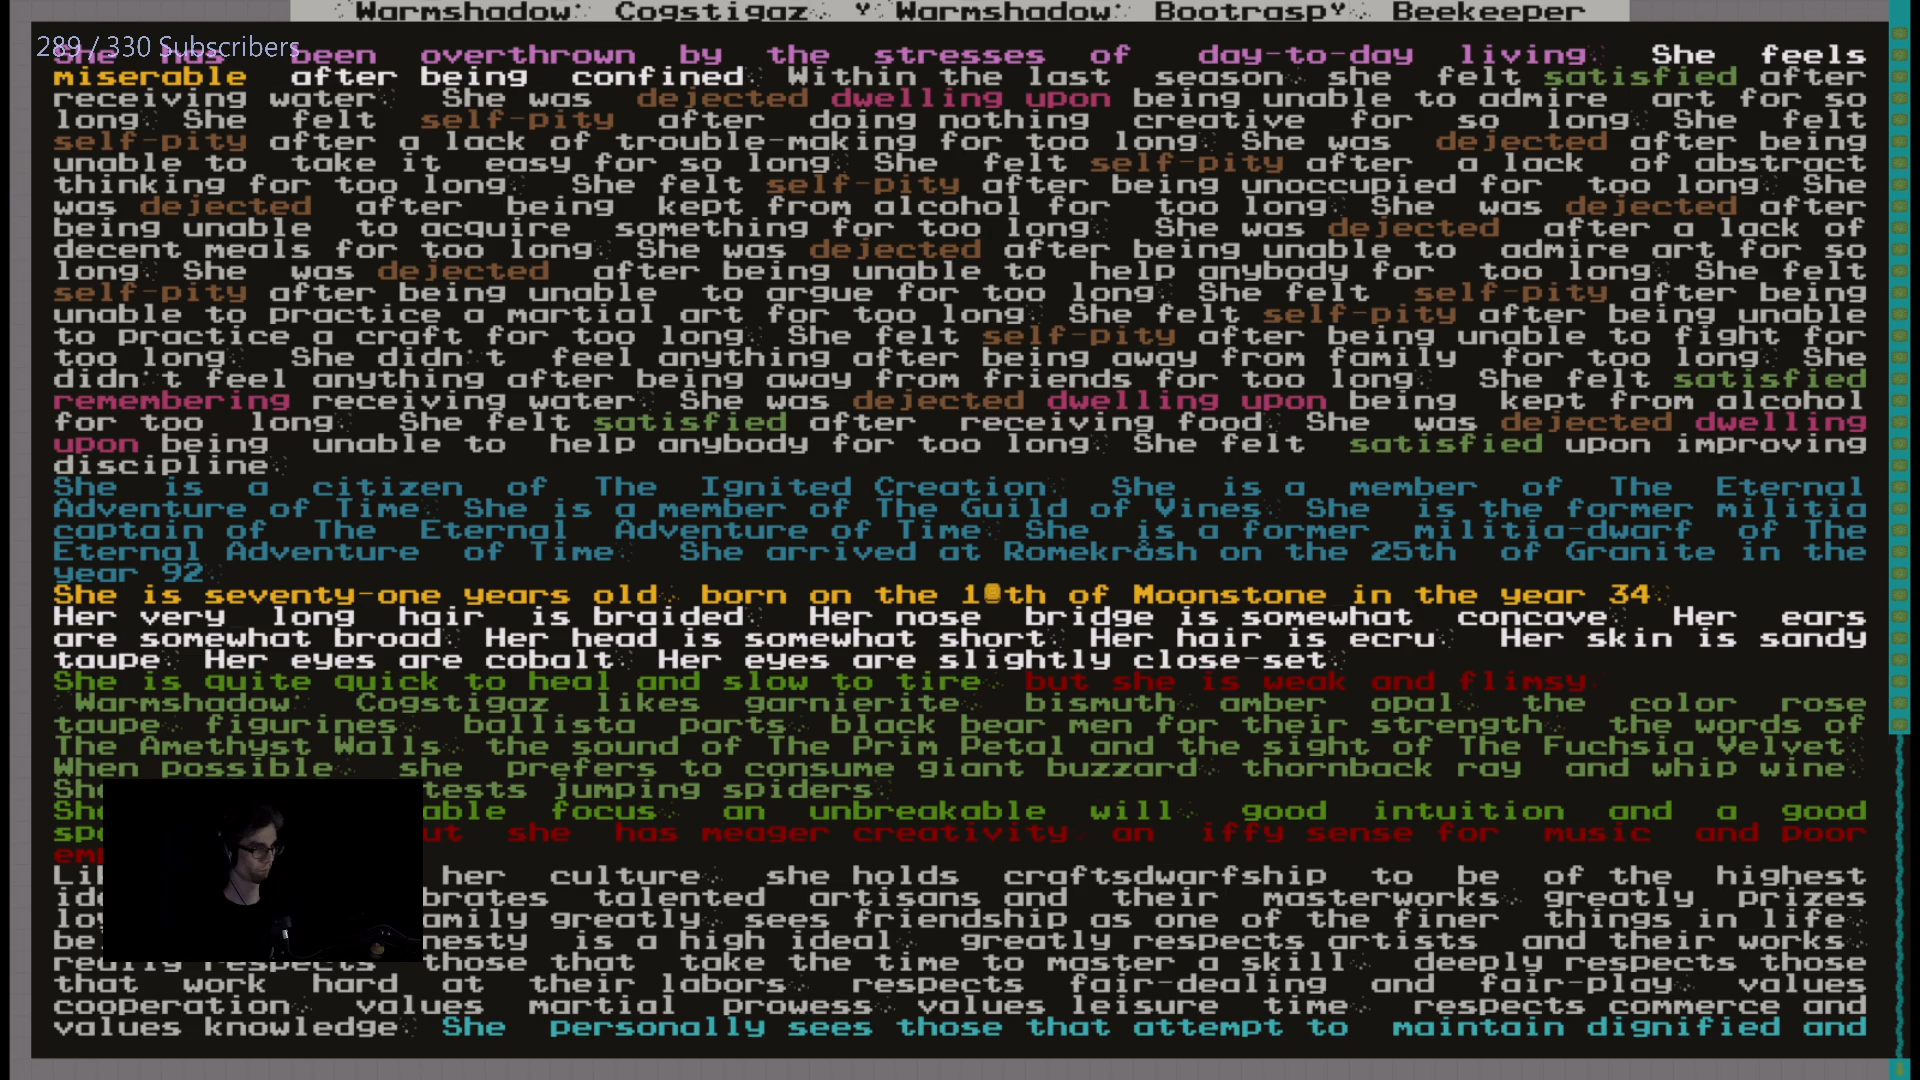 `Warmshadow' Cogstigaz, "Warmshadow" Bootrasp", Beekeeper
289 / 330 Subscribers
She has been overthrown by the stresses of day-to-day living. She feels
miserable after being confined. Within the last season, she felt satisfied after
receiving water. She was dejected dwelling upon being unable to admire art for so
long. She felt self-pity after doing nothing creative for so long. She felt
self-pity after a lack of trouble-making for too long. She was dejected after being
unable to take it easy for so long. She felt self-pity after a lack of abstract
thinking for too long. She felt self-pity after being unoccupied for too long. She
was dejected after being kept from alcohol for too long. She was dejected after
being unable to acquire something for too long. She was dejected after a lack of
decent meals for too long. She was dejected after being unable to admire art for so
long. She was dejected after being unable to help anybody for too long. She felt
self-pity after being unable to argue for too long. She felt self-pity after being
unable to practice a martial art for too long. She felt self-pity after being unable
to practice a craft for too long. She felt self-pity after being unable to fight for
too long. She didn't feel anything after being away from family for too long. She
didn't feel anything after being away from friends for too long. She felt satisfied
remembering receiving water. She was dejected dwelling upon being kept from alcohol
for too long. She felt satisfied after receiving food. She was dejected dwelling
upon being unable to help anybody for too long. She felt satisfied upon improving
discipline.
She is a citizen of The Ignited Creation. She is a member of The Eternal
Adventure of Time. She is a member of The Guild of Vines. She is the former militia
captain of The Eternal Adventure of Time. She is a former militia-dwarf of The
Eternal Adventure of Time. She arrived at Romekråsh on the 25th of Granite in the
year 92.
She is seventy-one years old, born on the 10th of Moonstone in the year 34.
Her very long hair is braided. Her nose bridge is somewhat concave. Her ears
are somewhat broad. Her head is somewhat short. Her hair is ecru. Her skin is sandy
taupe. Her eyes are cobalt. Her eyes are slightly close-set.
She is quite quick to heal and slow to tire, but she is weak and flimsy.
`Warmshadow' Cogstigaz likes garnierite, bismuth, amber opal, the color rose
taupe, figurines, ballista parts, black bear men for their strength, the words of
The Amethyst Walls, the sound of The Prim Petal and the sight of The Fuchsia Velvet.
When possible, she prefers to consume giant buzzard, thornback ray, and whip wine.
She tests jumping spiders.
She able focus, an unbreakable will, good intuition and a good
ut she has meager creativity, an iffy sense for music and poor
her culture, she holds craftsdwarfship to be of the highest
brates talented artisans and their masterworks, greatly prizes
amily greatly, sees friendship as one of the finer things in life,
nesty is a high ideal, greatly respects artists and their works,
really respects those that take the time to master a skill, deeply respects those
that work hard at their labors, respects fair-dealing and fair-play, values
cooperation, values martial prowess, values leisure time, respects commerce and
values knowledge. She personally sees those that attempt to maintain dignified and